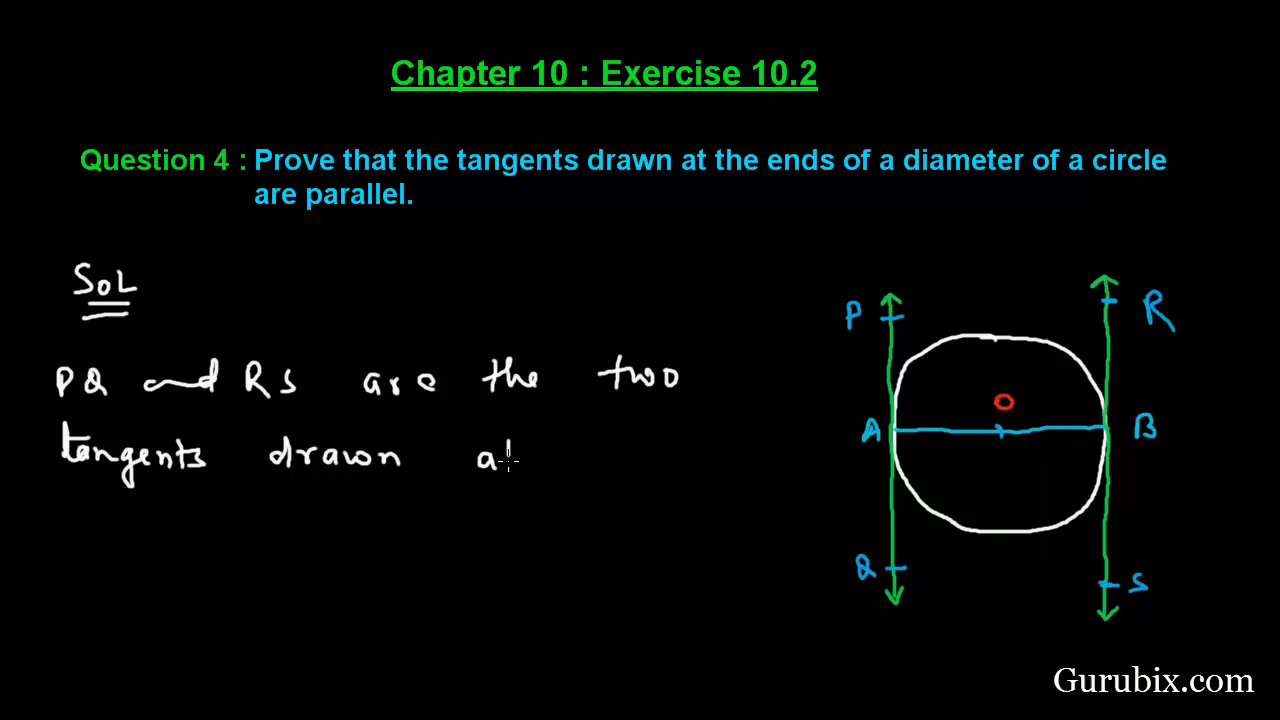 Chapter 10 : Exercise 10.2
Question 4 : Prove that the tangents drawn at the ends of a diameter of a circle
are parallel.
SOL
PQ and RS are the two
tangents drawn at
P
R
O
A
B
Q
S
Gurubix.com